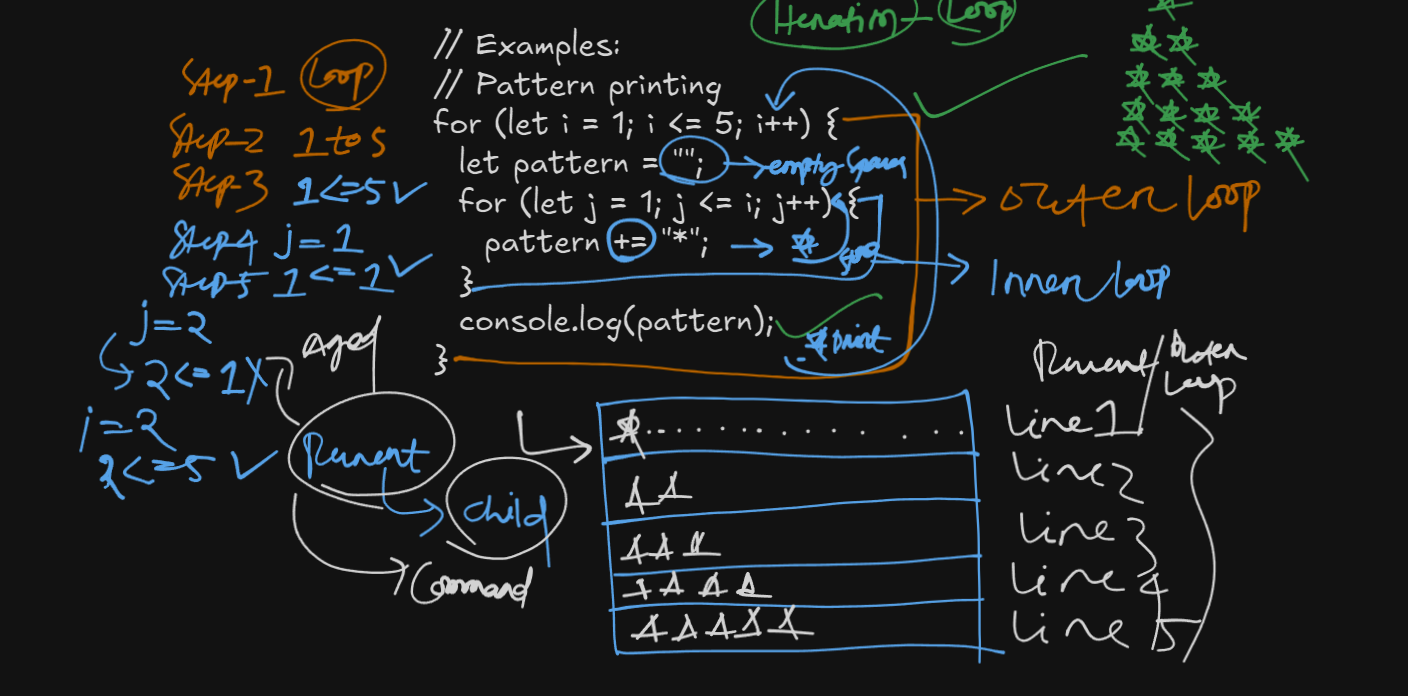 Iteration - Loop
// Examples:
// Pattern printing
for (let i = 1; i <= 5; i++) {
let pattern = ""; → empty Spaces
for (let j = 1; j <= i; j++) {
pattern += "*"; → *
}
console.log(pattern);
* print
}
Step-1 Loop
Step-2 1 to 5
Step-3 1<=5 ✓
Step4 j=1
Step5 1<=1 ✓
j=2
2<=1 X
i=2
2<=5 ✓
Aged
Parent
Child
Command
Outer loop
Inner loop
Parent/Outer
Loop
Line 1
Line 2
Line 3
Line 4
Line 5
*
* *
* * *
* * * *
* * * * *